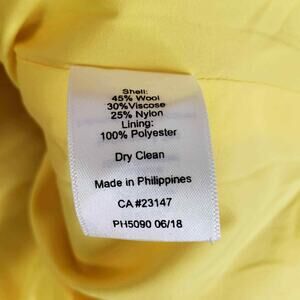 Shell:
45% Wool
30%Viscose
25% Nylon
Lining:
100% Polyester
Dry Clean
Made in Philippines
CA #23147
PH5090 06/18